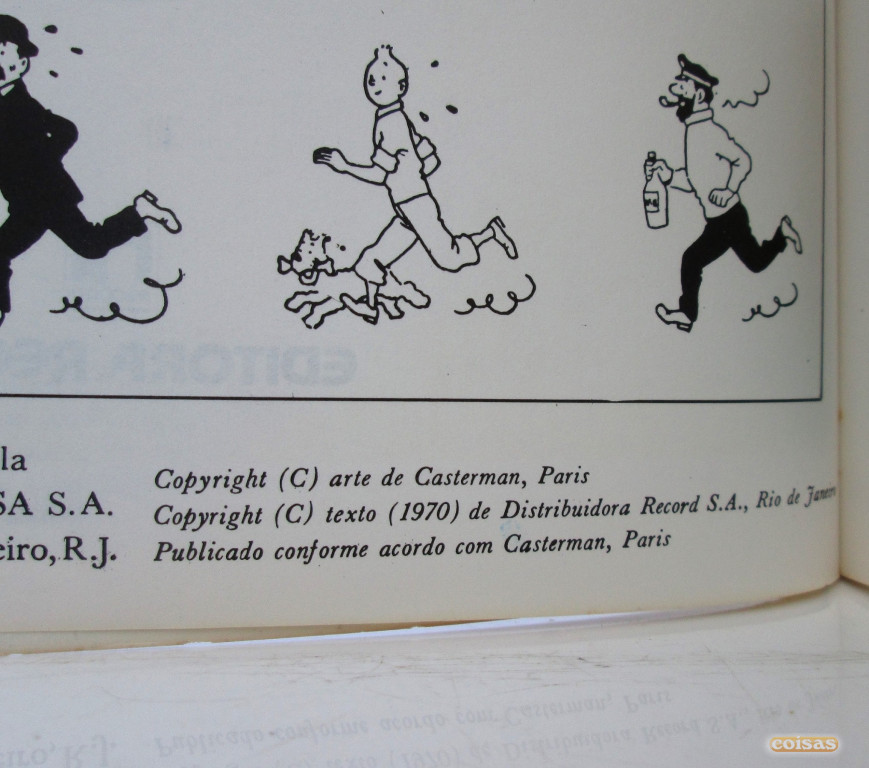 la
SA S.A.
eiro, R.J.
Copyright (C) arte de Casterman, Paris
Copyright (C) texto (1970) de Distribuidora Record S.A., Rio de Janeiro
Publicado conforme acordo com Casterman, Paris
coisas